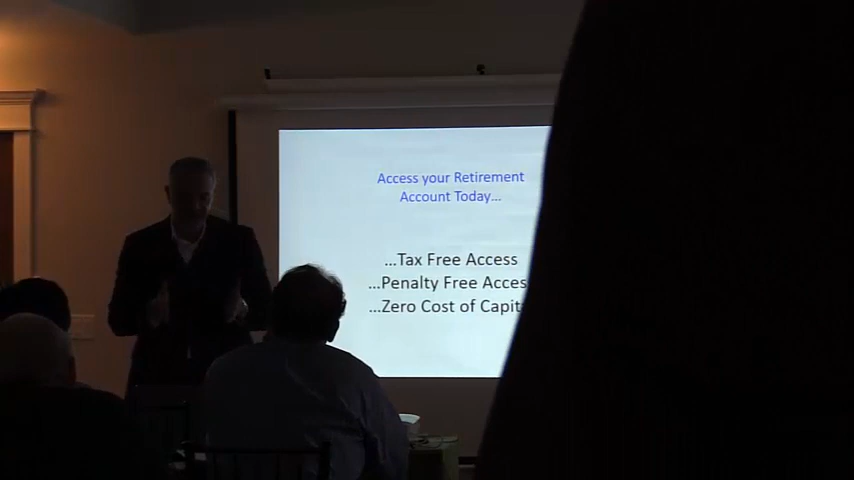 Access your Retirement
Account Today...
...Tax Free Access
...Penalty Free Acces
...Zero Cost of Capit